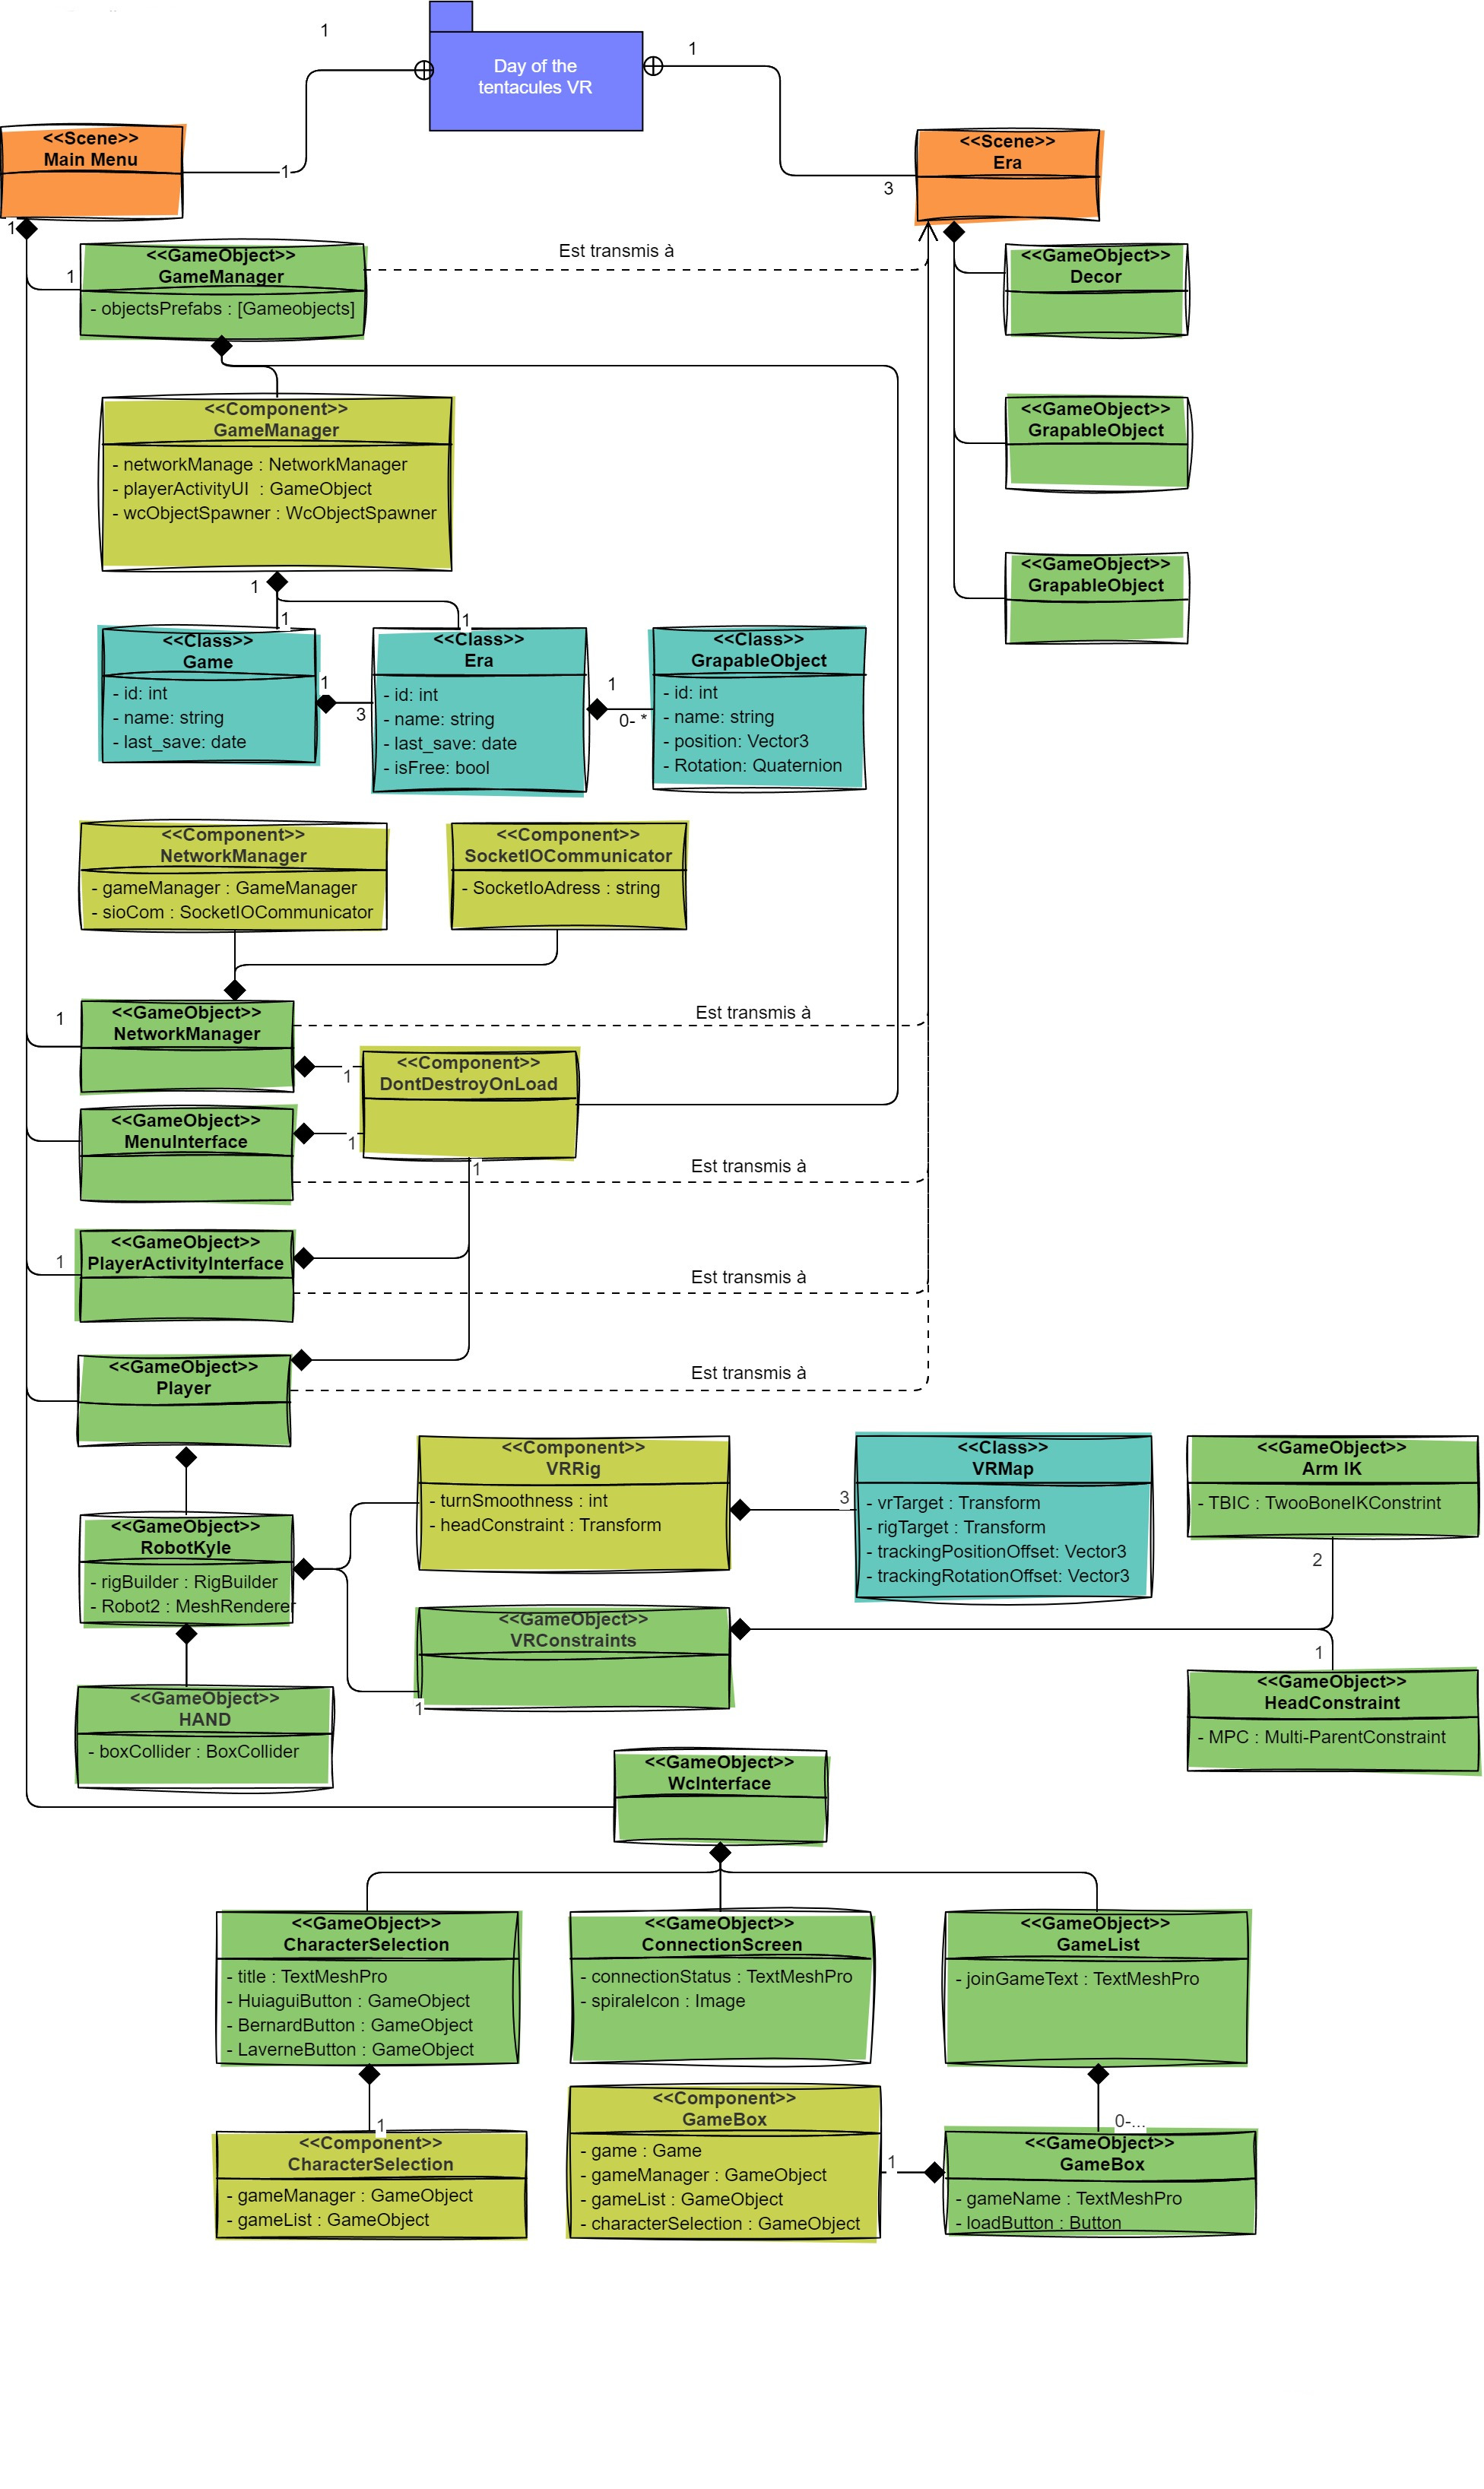 1
Day of the
tentacules VR
1
<<Scene>>
Main Menu
1
<<Scene>>
Era
3
1
1
<<GameObject>>
GameManager
- objectsPrefabs : [Gameobjects]
Est transmis à
<<GameObject>>
Decor
<<Component>>
GameManager
- networkManage : NetworkManager
- playerActivityUI : GameObject
- wcObjectSpawner : WcObjectSpawner
<<GameObject>>
GrapableObject
<<GameObject>>
GrapableObject
1
1
1
<<Class>>
Game
- id: int
- name: string
- last_save: date
1
3
<<Class>>
Era
- id: int
- name: string
- last_save: date
- isFree: bool
1
0- *
<<Class>>
GrapableObject
- id: int
- name: string
- position: Vector3
- Rotation: Quaternion
<<Component>>
NetworkManager
- gameManager : GameManager
- sioCom : SocketIOCommunicator
<<Component>>
SocketIOCommunicator
- SocketIoAdress : string
1
<<GameObject>>
NetworkManager
Est transmis à
1
<<Component>>
DontDestroyOnLoad
<<GameObject>>
MenuInterface
1
1
Est transmis à
1
<<GameObject>>
PlayerActivityInterface
Est transmis à
<<GameObject>>
Player
Est transmis à
<<Component>>
VRRig
- turnSmoothness : int
- headConstraint : Transform
3
<<Class>>
VRMap
- vrTarget : Transform
- rigTarget : Transform
- trackingPositionOffset: Vector3
- trackingRotationOffset: Vector3
<<GameObject>>
Arm IK
- TBIC : TwooBoneIKConstrint
2
<<GameObject>>
RobotKyle
- rigBuilder : RigBuilder
- Robot2 : MeshRenderer
<<GameObject>>
VRConstraints
1
1
<<GameObject>>
HeadConstraint
- MPC : Multi-ParentConstraint
<<GameObject>>
HAND
- boxCollider : BoxCollider
<<GameObject>>
WcInterface
<<GameObject>>
CharacterSelection
- title : TextMeshPro
- HuiaguiButton : GameObject
- BernardButton : GameObject
- LaverneButton : GameObject
<<GameObject>>
ConnectionScreen
- connectionStatus : TextMeshPro
- spiraleIcon : Image
<<GameObject>>
GameList
- joinGameText : TextMeshPro
1
<<Component>>
CharacterSelection
- gameManager : GameObject
- gameList : GameObject
<<Component>>
GameBox
- game : Game
- gameManager : GameObject
- gameList : GameObject
- characterSelection : GameObject
1
0-...
<<GameObject>>
GameBox
- gameName : TextMeshPro
- loadButton : Button